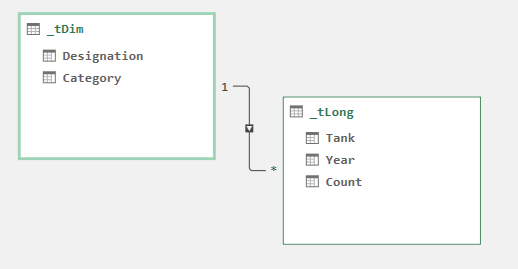 _tDim
Designation
Category
1
_tLong
Tank
Year
Count
*